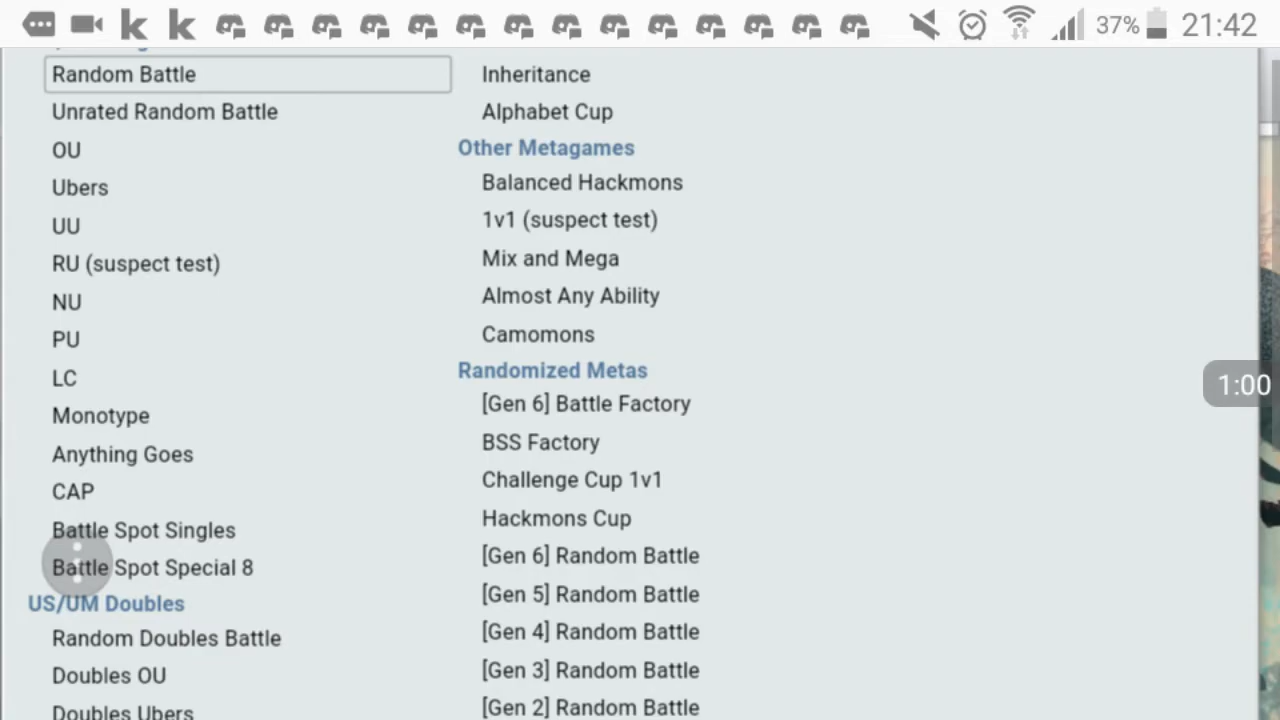 37% 21:42
Random Battle
Unrated Random Battle
OU
Ubers
UU
RU (suspect test)
NU
PU
LC
Monotype
Anything Goes
CAP
Battle Spot Singles
Battle Spot Special 8
US/UM Doubles
Random Doubles Battle
Doubles OU
Doubles Ubers
Inheritance
Alphabet Cup
Other Metagames
Balanced Hackmons
1v1 (suspect test)
Mix and Mega
Almost Any Ability
Camomons
Randomized Metas
[Gen 6] Battle Factory
BSS Factory
Challenge Cup 1v1
Hackmons Cup
[Gen 6] Random Battle
[Gen 5] Random Battle
[Gen 4] Random Battle
[Gen 3] Random Battle
[Gen 2] Random Battle
1:00